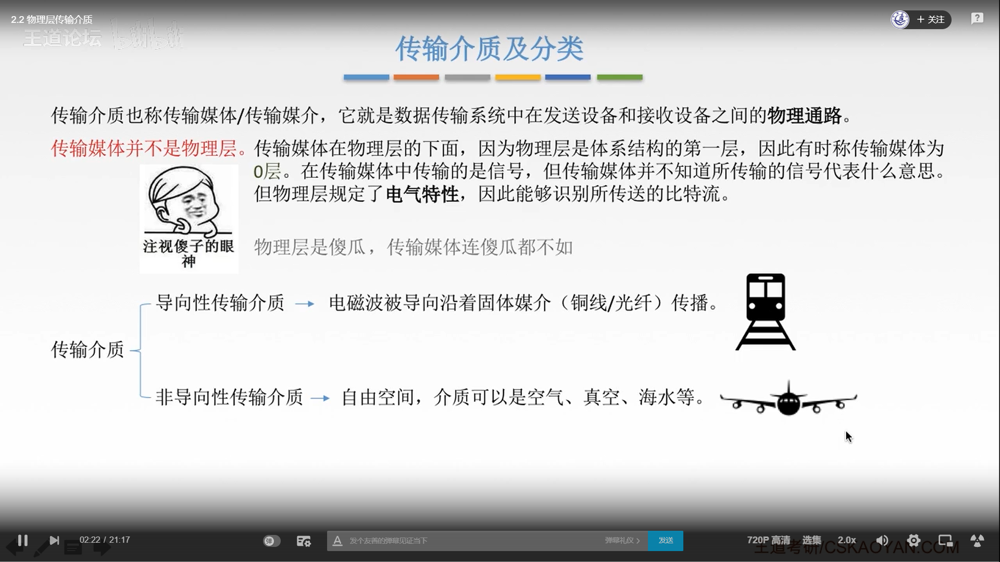 2.2 物理层传输介质
+ 关注
王道论坛 bilibili
传输介质及分类
传输介质也称传输媒体/传输媒介，它就是数据传输系统中在发送设备和接收设备之间的物理通路。
传输媒体并不是物理层。传输媒体在物理层的下面，因为物理层是体系结构的第一层，因此有时称传输媒体为
0层。在传输媒体中传输的是信号，但传输媒体并不知道所传输的信号代表什么意思。
但物理层规定了电气特性，因此能够识别所传送的比特流。
注视傻子的眼
神
物理层是傻瓜，传输媒体连傻瓜都不如
导向性传输介质 → 电磁波被导向沿着固体媒介（铜线/光纤）传播。
传输介质
非导向性传输介质 → 自由空间，介质可以是空气、真空、海水等。
02:22 / 21:17
弹
A 发个友善的弹幕见证当下
弹幕礼仪 >
发送
720P 高清 选集 2.0x
王道考研/CSKAOYAN.COM